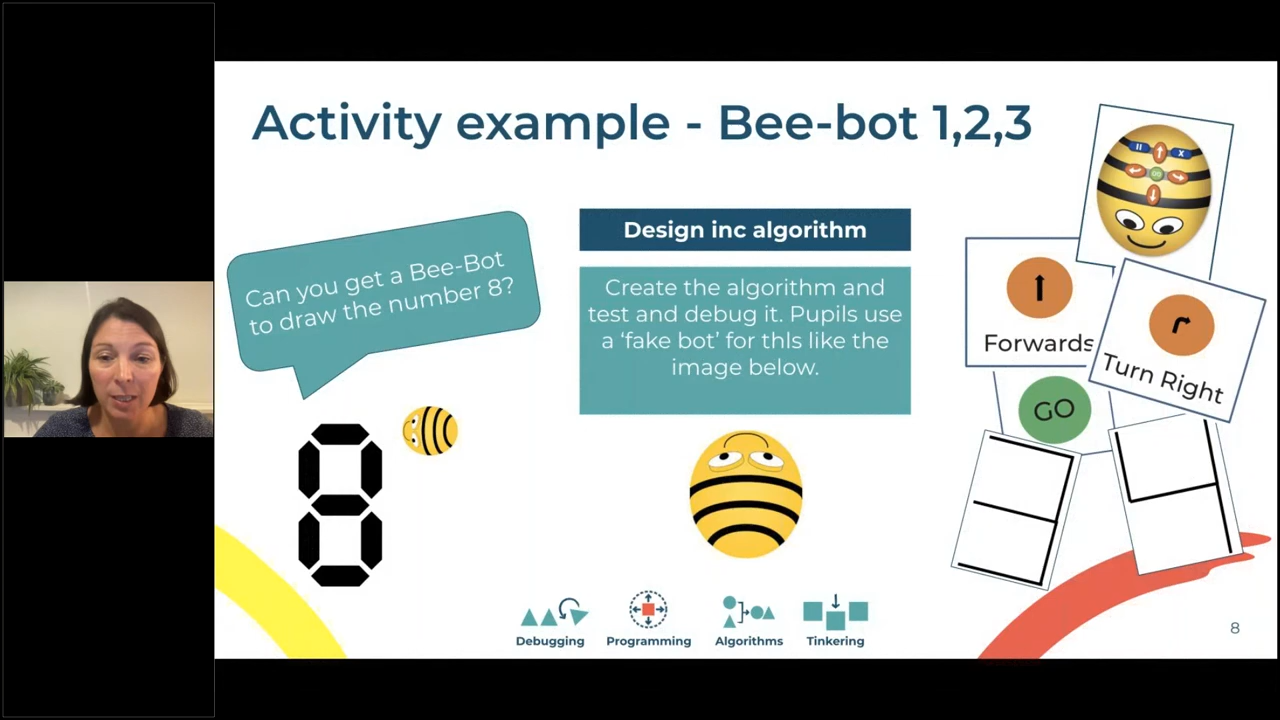 Activity example - Bee-bot 1,2,3
Can you get a Bee-Bot
to draw the number 8?
8
Design inc algorithm
Create the algorithm and
test and debug it. Pupils use
a ‘fake bot’ for thls like the
image below.
GO
Forwards
Turn Right
GO
Debugging
Programming
Algorithms
Tinkering
8